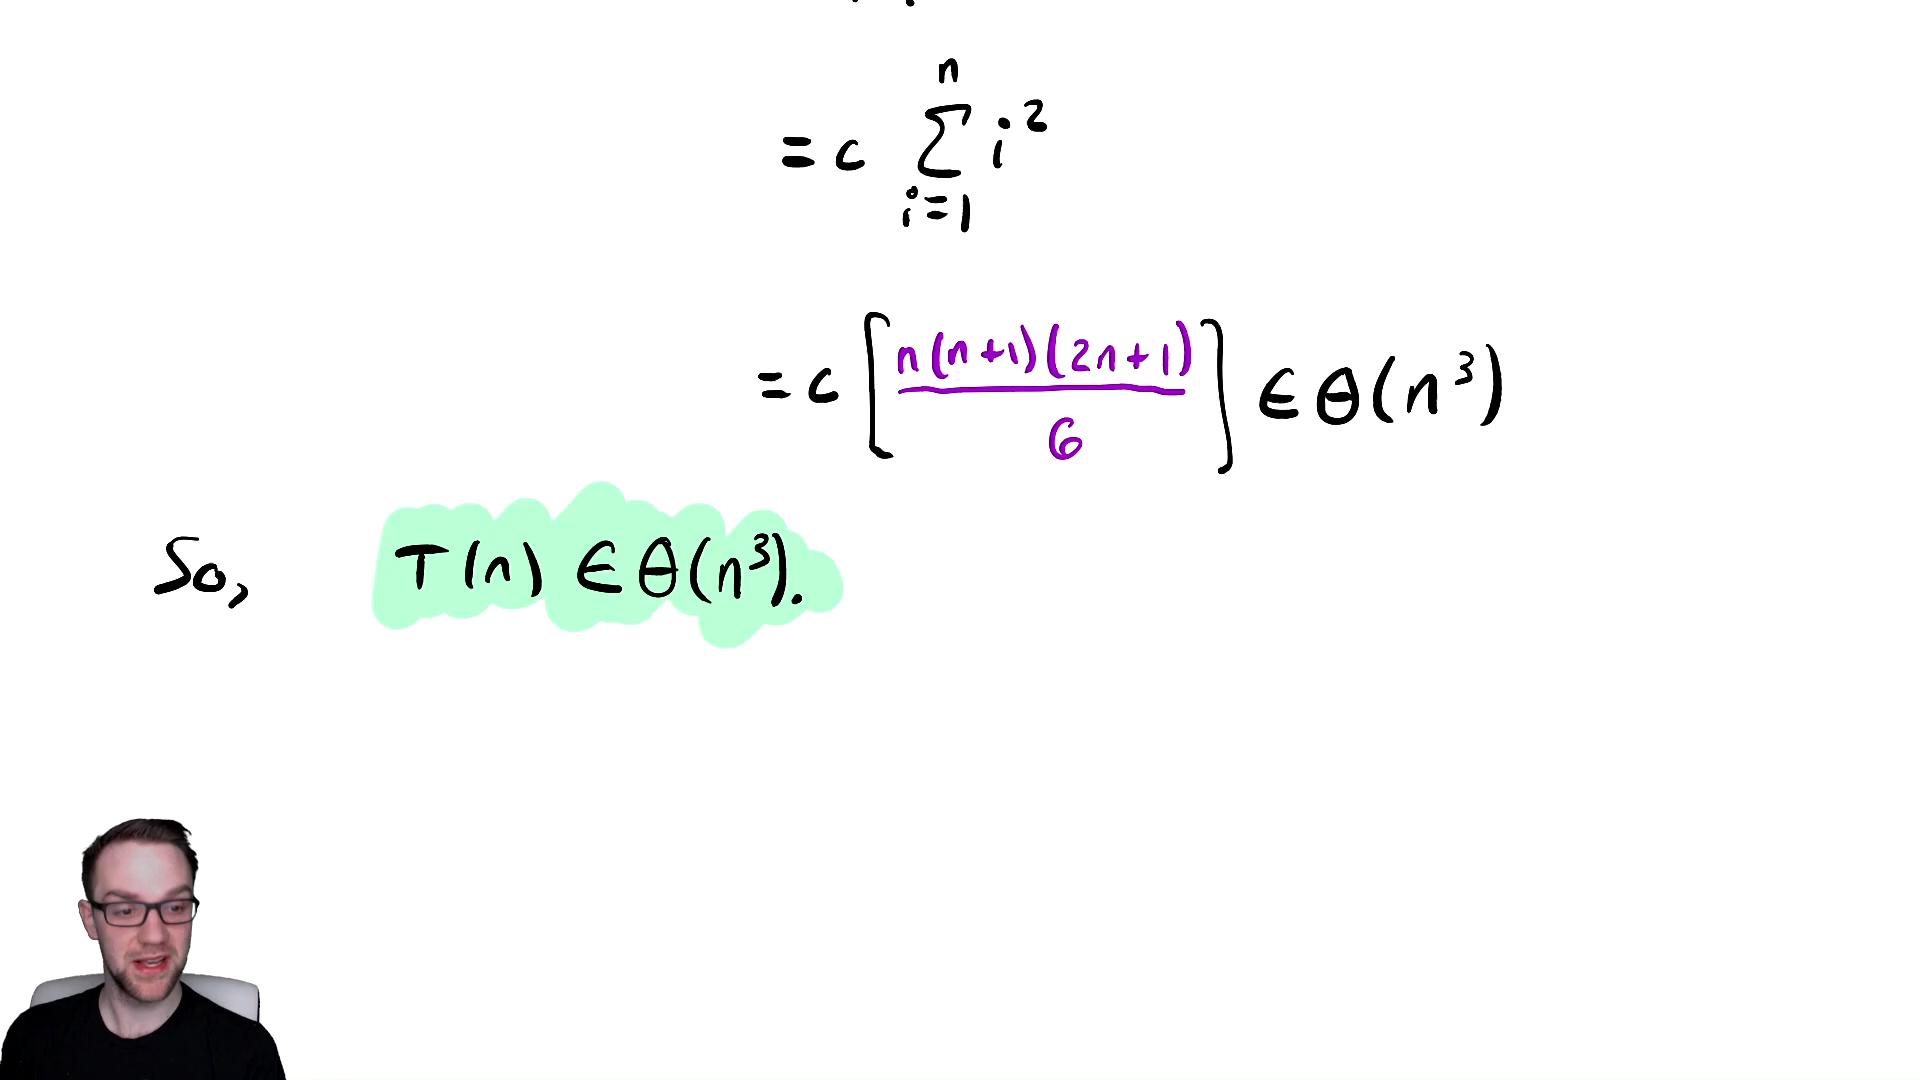 = c ∑_{i=1}^{n} i²
= c [n(n+1)(2n+1) / 6] ∈ Θ(n³)
So, T(n) ∈ Θ(n³).